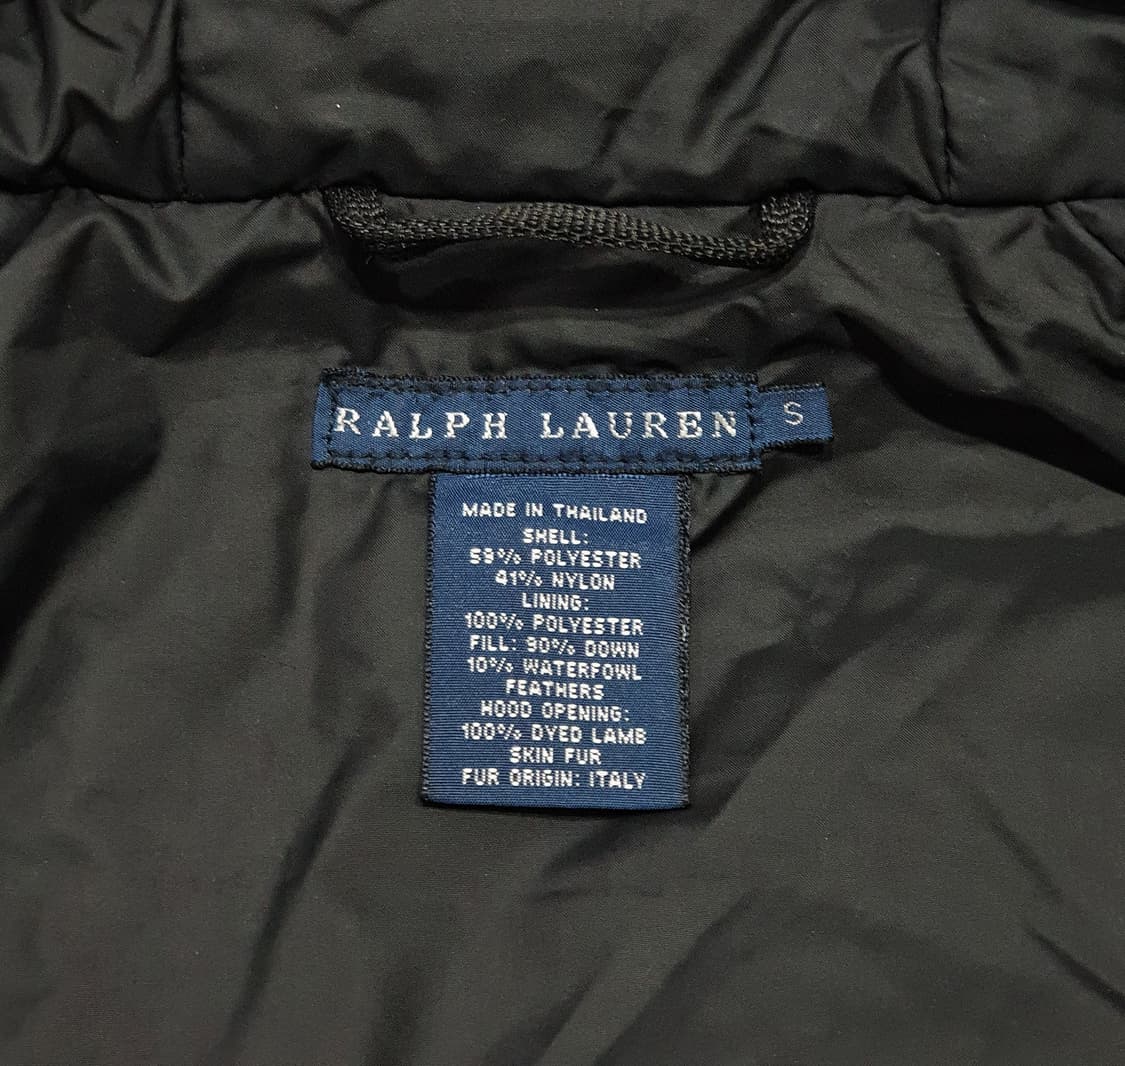 RALPH LAUREN S
MADE IN THAILAND
SHELL:
59% POLYESTER
41% NYLON
LINING:
100% POLYESTER
FILL: 90% DOWN
10% WATERFOWL
FEATHERS
HOOD OPENING:
100% DYED LAMB
SKIN FUR
FUR ORIGIN: ITALY